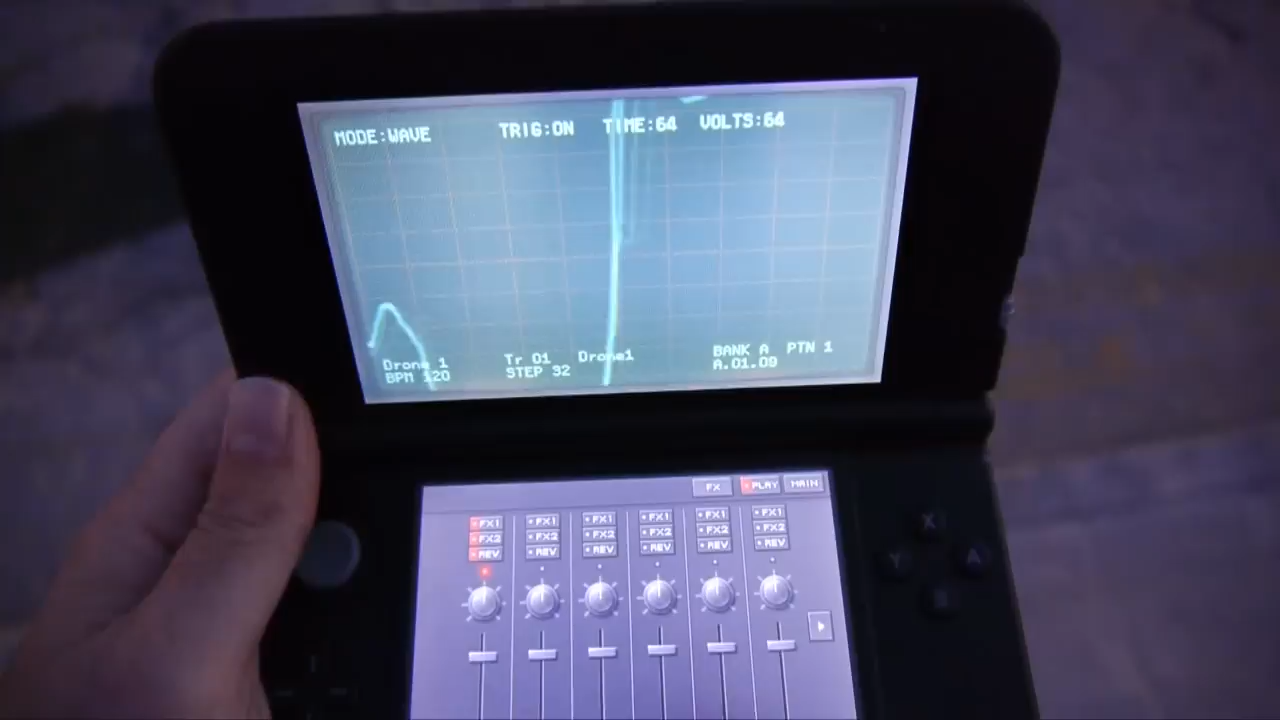 MODE:WAVE TRIG:ON TIME:64 VOLTS:64
Drone 1 Tr 01 Drone1 BANK A PTN 1
BPM 120 STEP 32 A.01.09
FX PLAY MAIN
FX1 FX1 FX1 FX1 FX1 FX1
FX2 FX2 FX2 FX2 FX2 FX2
REV REV REV REV REV REV
X
Y A